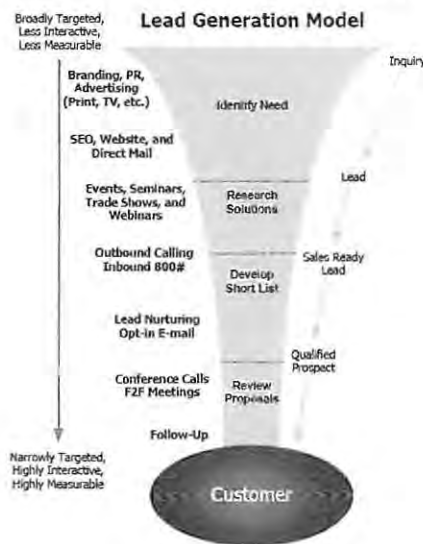 Lead Generation Model
Broadly Targeted,
Less Interactive,
Less Measurable
Inquiry
Branding, PR,
Advertising
(Print, TV, etc.)
Identify Need
SEO, Website, and
Direct Mail
Lead
Events, Seminars,
Trade Shows, and
Webinars
Research
Solutions
Outbound Calling
Inbound 800#
Sales Ready
Lead
Develop
Short List
Lead Nurturing
Opt-in E-mail
Qualified
Prospect
Conference Calls
F2F Meetings
Review
Proposals
Follow-Up
Narrowly Targeted,
Highly Interactive,
Highly Measurable
Customer